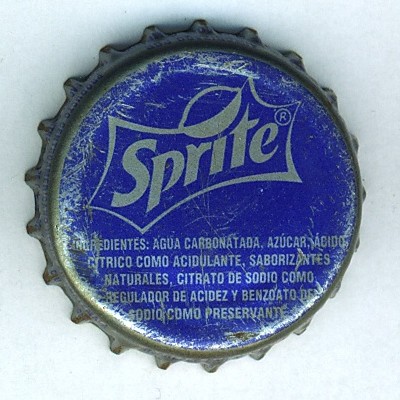 Sprite®
INGREDIENTES: AGUA CARBONATADA, AZÚCAR, ÁCIDO
CÍTRICO COMO ACIDULANTE, SABORIZANTES
NATURALES, CITRATO DE SODIO COMO
REGULADOR DE ACIDEZ Y BENZOATO DE
SODIO COMO PRESERVANTE